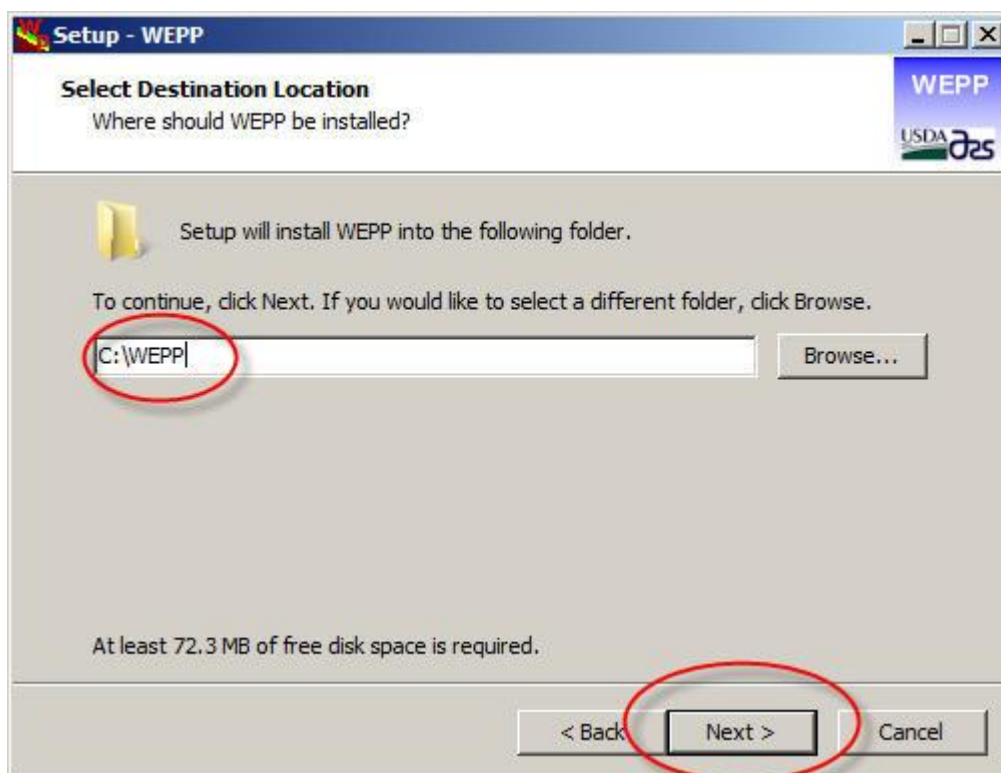 Setup - WEPP
Select Destination Location
Where should WEPP be installed?
WEPP
USDA
ars
Setup will install WEPP into the following folder.
To continue, click Next. If you would like to select a different folder, click Browse.
C:\WEPP
Browse...
At least 72.3 MB of free disk space is required.
< Back
Next >
Cancel